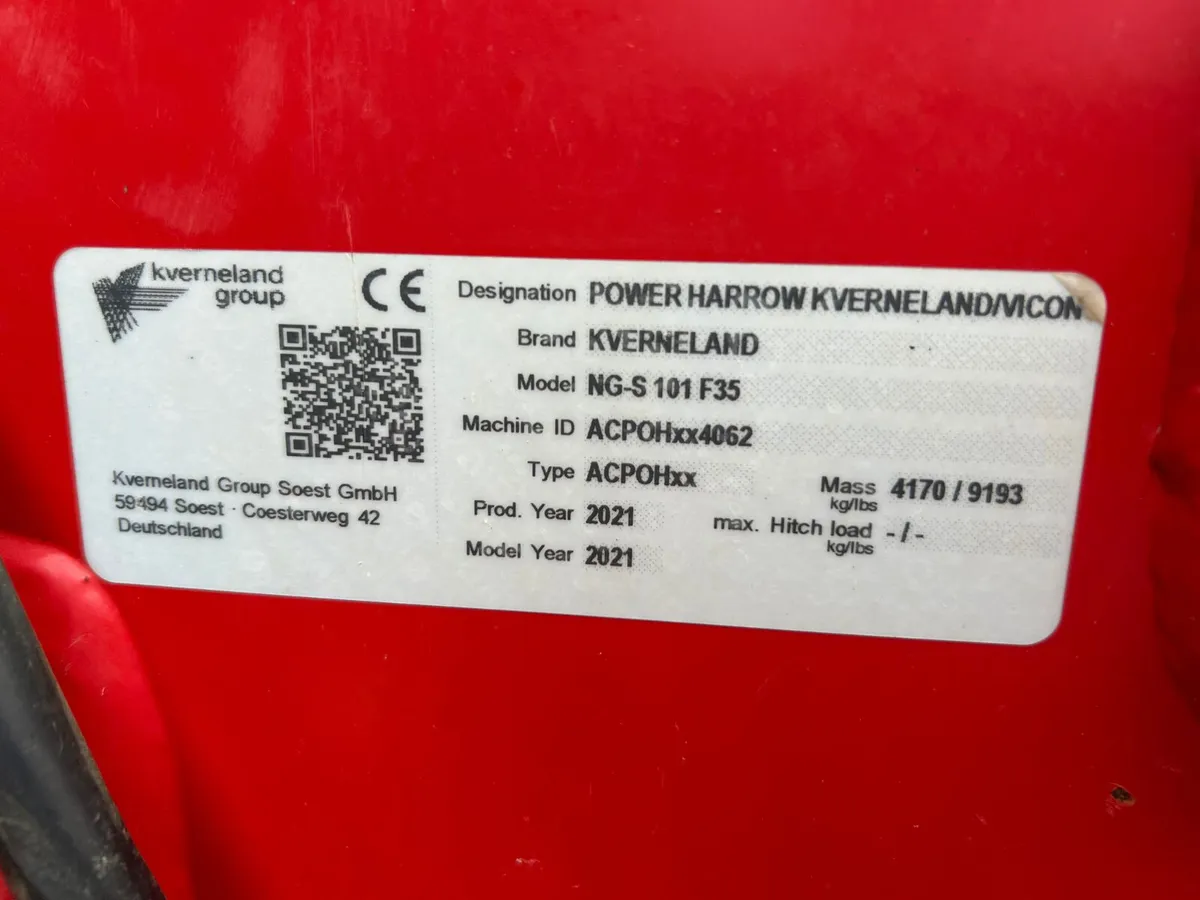 kverneland
group
CE
Designation POWER HARROW KVERNELAND/VICON
Brand KVERNELAND
Model NG-S 101 F35
Machine ID ACPOHxx4062
Type ACPOHxx
Mass 4170 / 9193
kg/lbs
Prod. Year 2021
max. Hitch load - / -
kg/lbs
Model Year 2021
Kverneland Group Soest GmbH
59494 Soest · Coesterweg 42
Deutschland